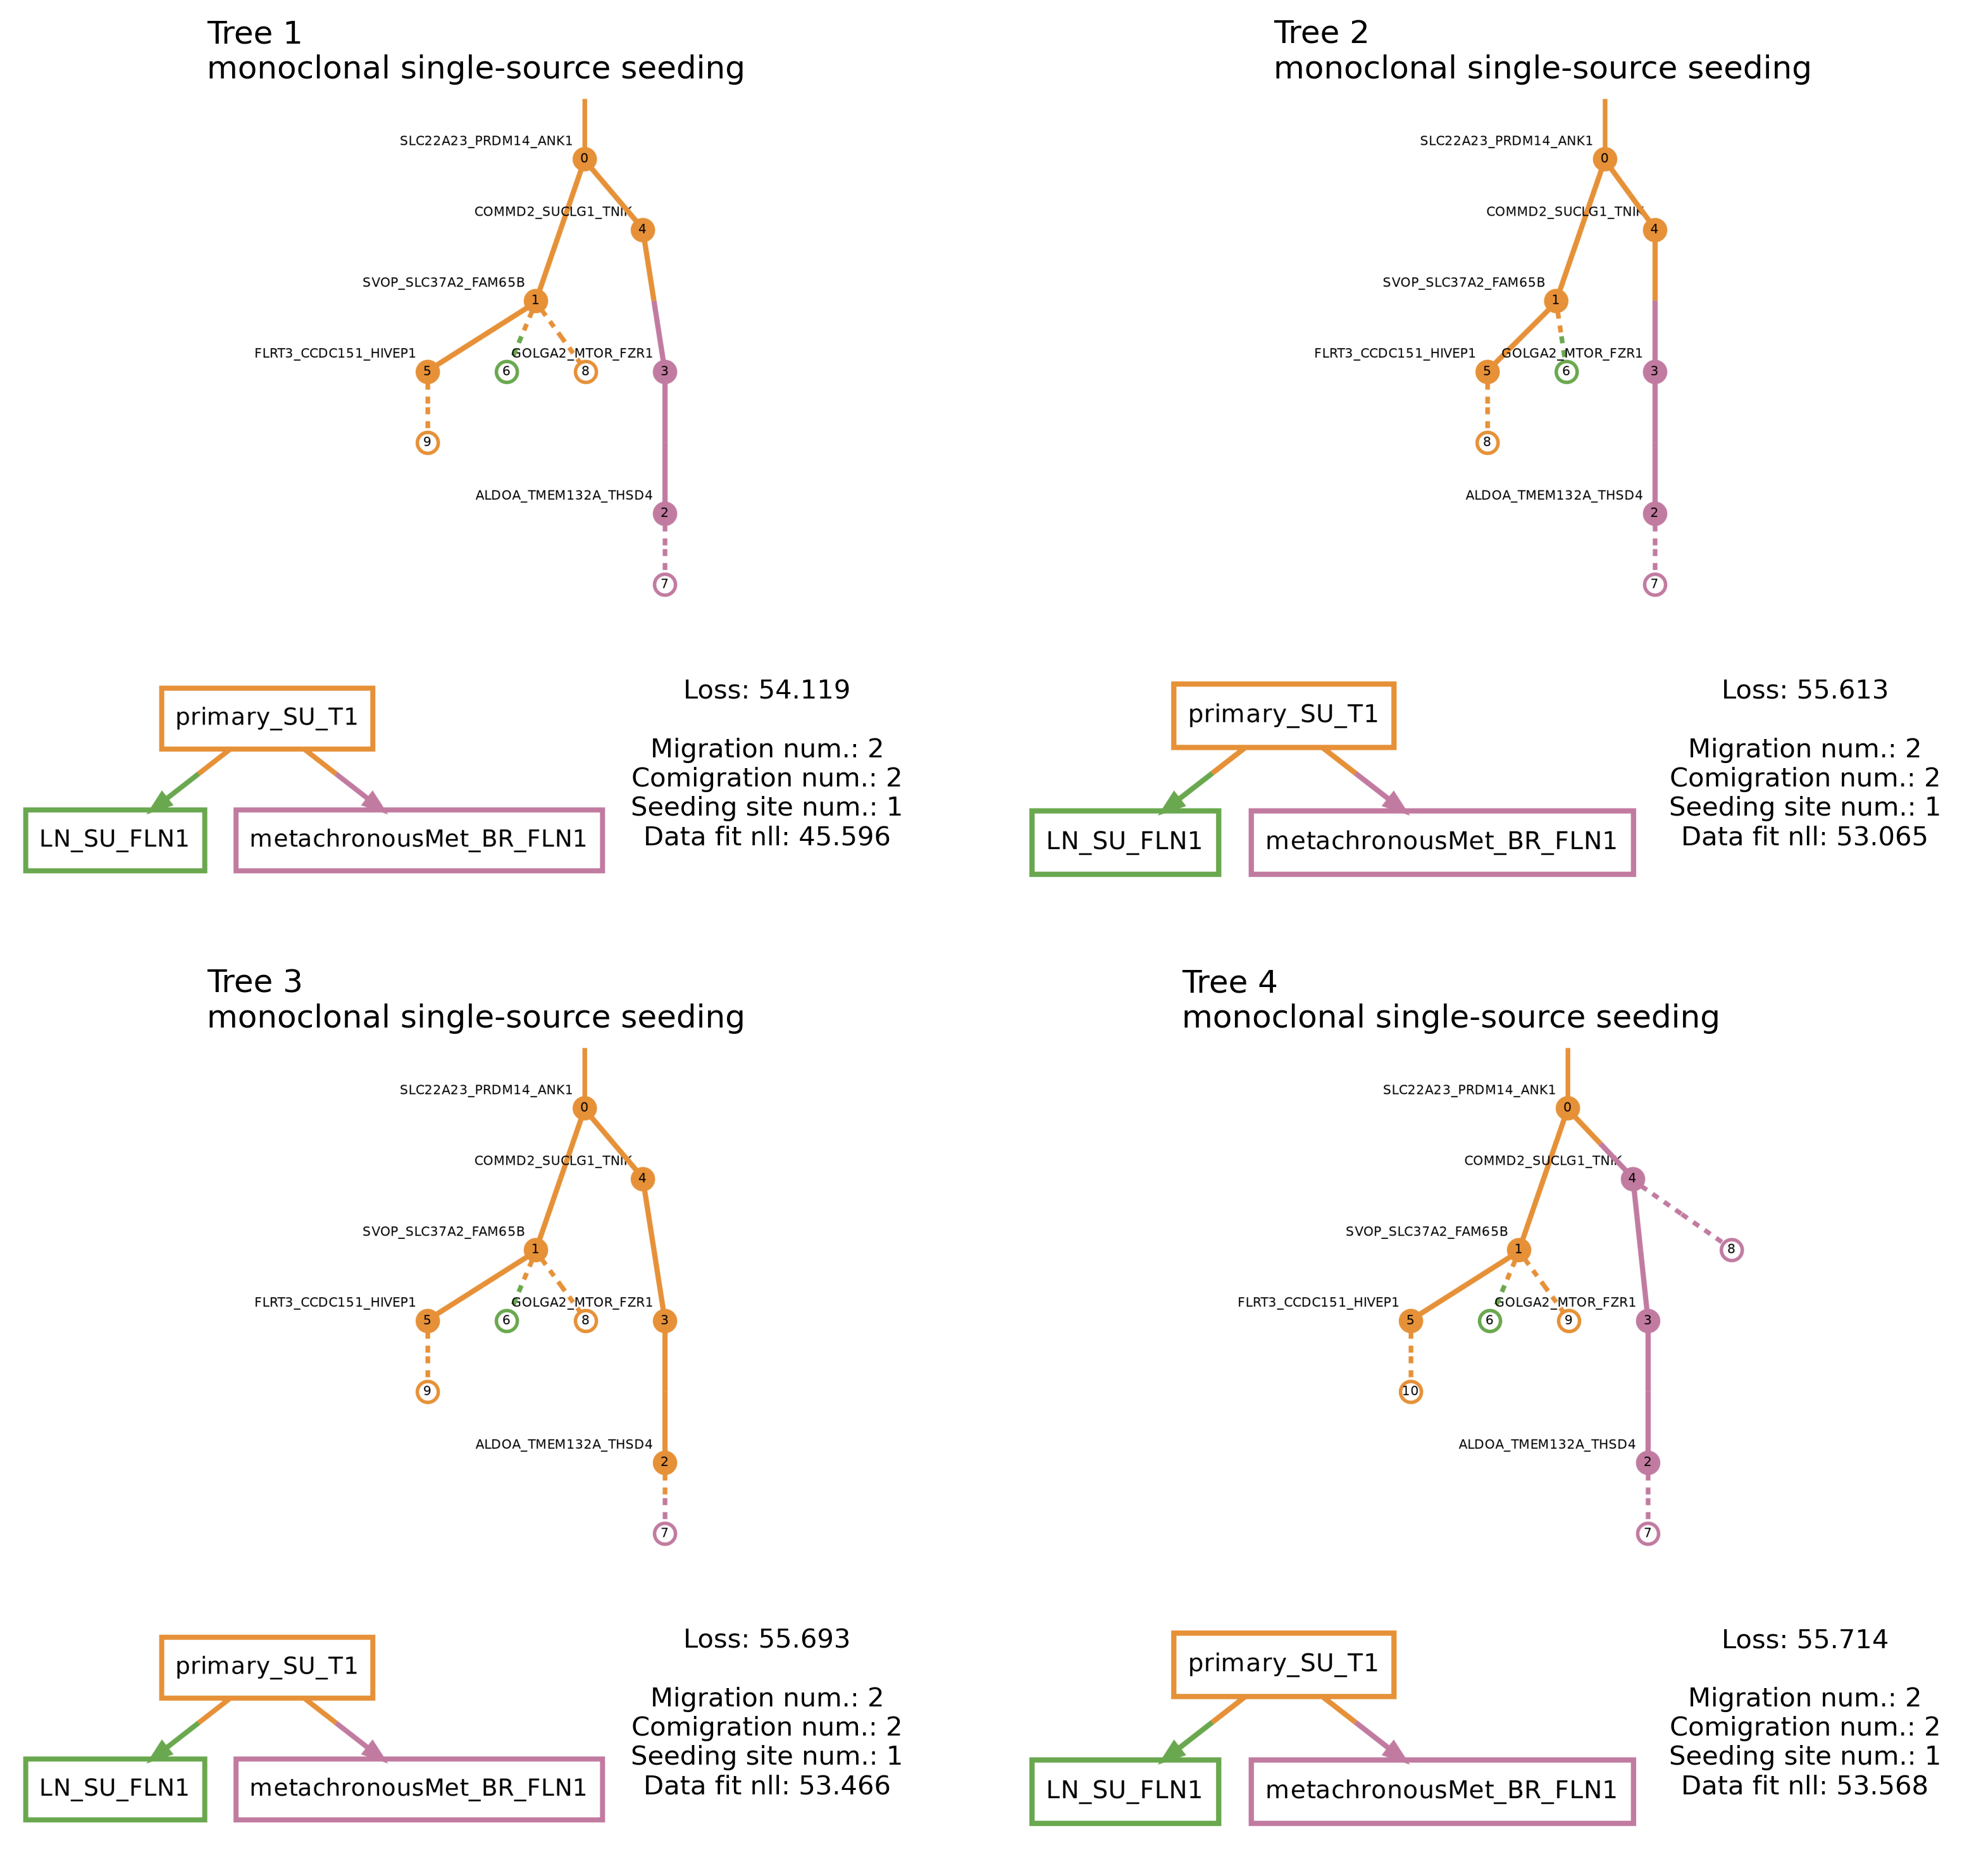 Tree 1
monoclonal single-source seeding
SLC22A23_PRDM14_ANK1
0
COMMD2_SUCLG1_TNIK
4
SVOP_SLC37A2_FAM65B
1
FLRT3_CCDC151_HIVEP1
5
6
8
GOLGA2_MTOR_FZR1
3
9
ALDOA_TMEM132A_THSD4
2
7
primary_SU_T1
LN_SU_FLN1
metachronousMet_BR_FLN1
Loss: 54.119
Migration num.: 2
Comigration num.: 2
Seeding site num.: 1
Data fit nll: 45.596
Tree 2
monoclonal single-source seeding
SLC22A23_PRDM14_ANK1
0
COMMD2_SUCLG1_TNIK
4
SVOP_SLC37A2_FAM65B
1
FLRT3_CCDC151_HIVEP1
5
6
GOLGA2_MTOR_FZR1
3
8
ALDOA_TMEM132A_THSD4
2
7
primary_SU_T1
LN_SU_FLN1
metachronousMet_BR_FLN1
Loss: 55.613
Migration num.: 2
Comigration num.: 2
Seeding site num.: 1
Data fit nll: 53.065
Tree 3
monoclonal single-source seeding
SLC22A23_PRDM14_ANK1
0
COMMD2_SUCLG1_TNIK
4
SVOP_SLC37A2_FAM65B
1
FLRT3_CCDC151_HIVEP1
5
6
8
GOLGA2_MTOR_FZR1
3
9
ALDOA_TMEM132A_THSD4
2
7
primary_SU_T1
LN_SU_FLN1
metachronousMet_BR_FLN1
Loss: 55.693
Migration num.: 2
Comigration num.: 2
Seeding site num.: 1
Data fit nll: 53.466
Tree 4
monoclonal single-source seeding
SLC22A23_PRDM14_ANK1
0
COMMD2_SUCLG1_TNIK
4
SVOP_SLC37A2_FAM65B
1
8
FLRT3_CCDC151_HIVEP1
5
6
9
GOLGA2_MTOR_FZR1
3
10
ALDOA_TMEM132A_THSD4
2
7
primary_SU_T1
LN_SU_FLN1
metachronousMet_BR_FLN1
Loss: 55.714
Migration num.: 2
Comigration num.: 2
Seeding site num.: 1
Data fit nll: 53.568